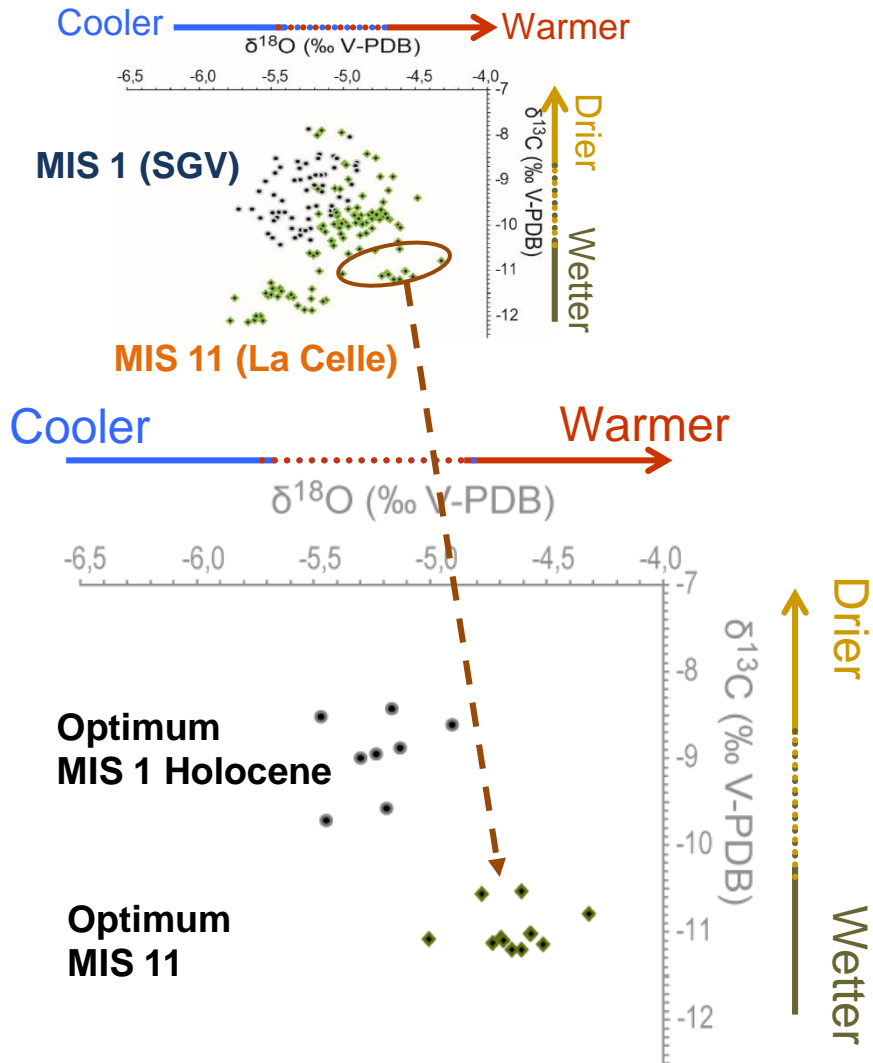 Cooler
Warmer
δ18O (‰ V-PDB)
-6,5 -6,0 -5,5 -5,0 -4,5 -4,0
-7
-8
-9
-10
-11
-12
δ13C (‰ V-PDB)
Drier
Wetter
MIS 1 (SGV)
MIS 11 (La Celle)
Cooler
Warmer
δ18O (‰ V-PDB)
-6,5 -6,0 -5,5 -5,0 -4,5 -4,0
-7
-8
-9
-10
-11
-12
δ13C (‰ V-PDB)
Drier
Wetter
Optimum
MIS 1 Holocene
Optimum
MIS 11